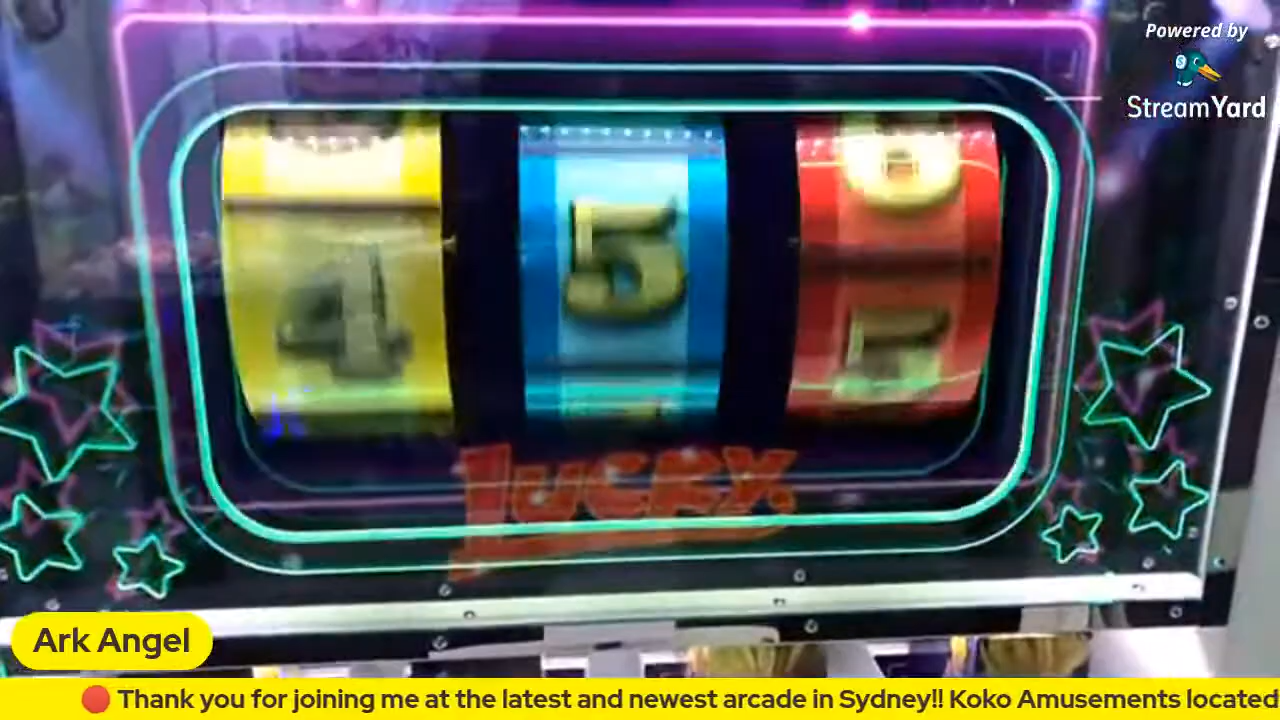 Powered by
StreamYard
4
5
LUCKY
Ark Angel
Thank you for joining me at the latest and newest arcade in Sydney!! Koko Amusements located